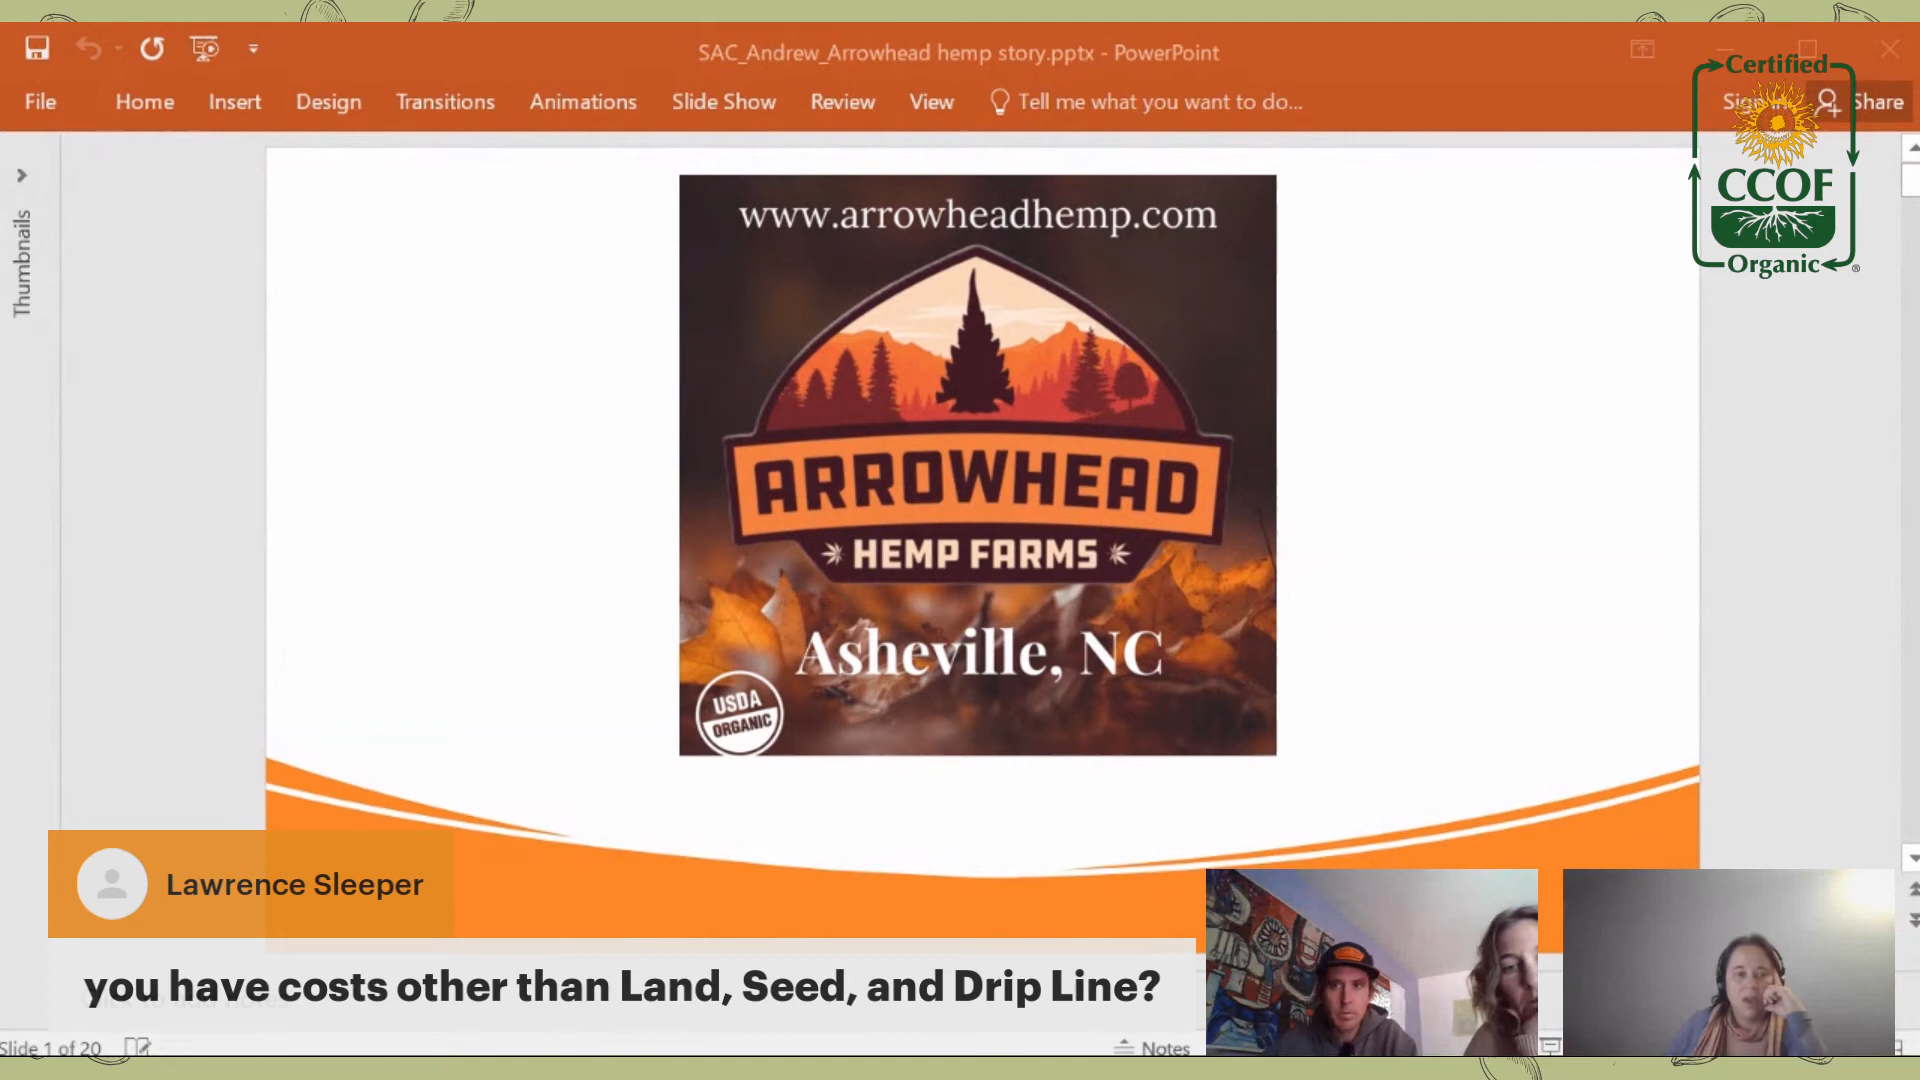 SAC_Andrew_Arrowhead hemp story.pptx - PowerPoint
File Home Insert Design Transitions Animations Slide Show Review View Tell me what you want to do... Share
Certified
CCOF
Organic
®
Thumbnails
www.arrowheadhemp.com
ARROWHEAD
HEMP FARMS
Asheville, NC
USDA
ORGANIC
Lawrence Sleeper
you have costs other than Land, Seed, and Drip Line?
Slide 1 of 20
Notes